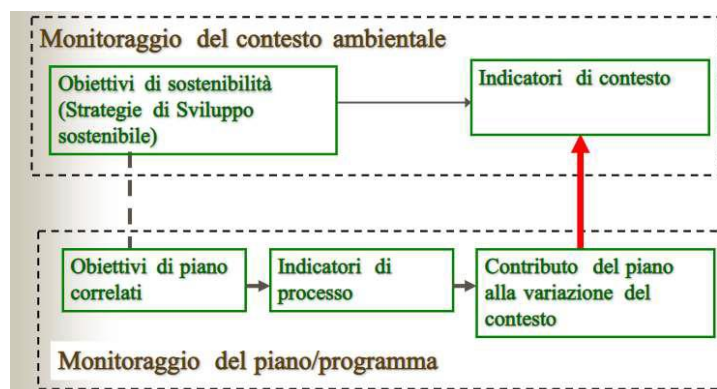 Monitoraggio del contesto ambientale
Obiettivi di sostenibilità
(Strategie di Sviluppo
sostenibile)
Indicatori di contesto
Obiettivi di piano
correlati
Indicatori di
processo
Contributo del piano
alla variazione del
contesto
Monitoraggio del piano/programma